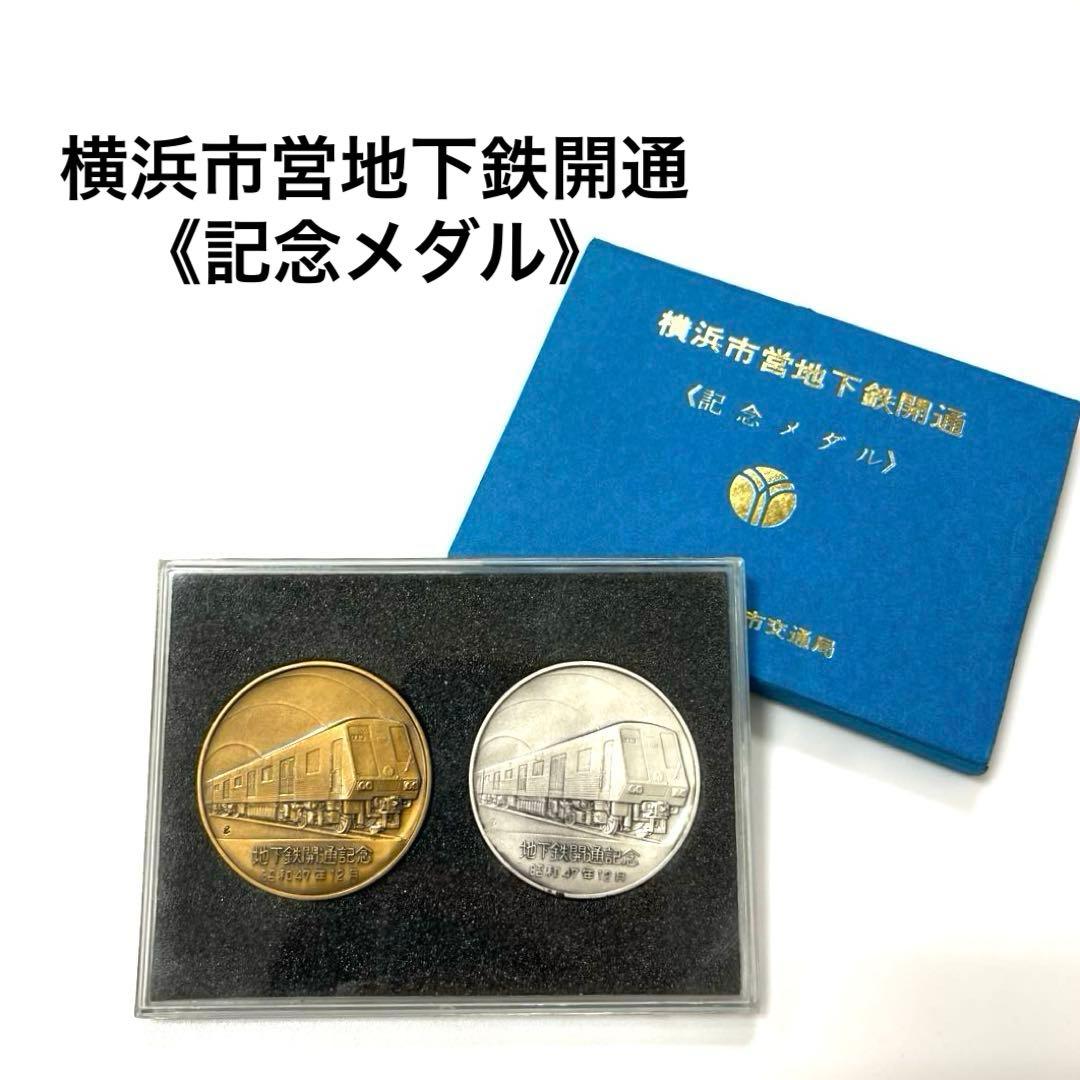 横浜市営地下鉄開通
《記念メダル》
横浜市営地下鉄開通
《記念メダル》
市交通局
地下鉄開通記念
昭和47年12月
地下鉄開通記念
昭和47年12月